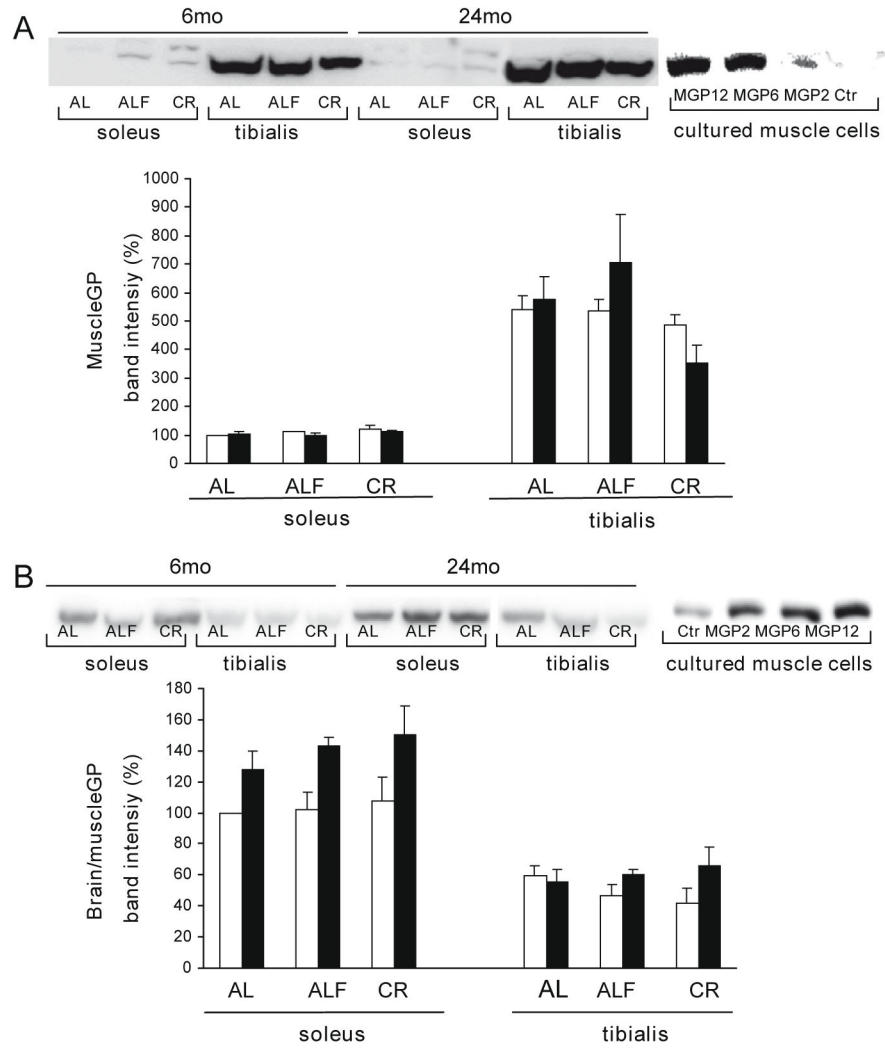 A
6mo 24mo
AL ALF CR AL ALF CR AL ALF CR AL ALF CR MGP12 MGP6 MGP2 Ctr
soleus tibialis soleus tibialis cultured muscle cells
MuscleGP
band intensiy (%)
1000
900
800
700
600
500
400
300
200
100
0
AL ALF CR AL ALF CR
soleus tibialis
B
6mo 24mo
AL ALF CR AL ALF CR AL ALF CR AL ALF CR Ctr MGP2 MGP6 MGP12
soleus tibialis soleus tibialis cultured muscle cells
Brain/muscleGP
band intensiy (%)
180
160
140
120
100
80
60
40
20
0
AL ALF CR AL ALF CR
soleus tibialis